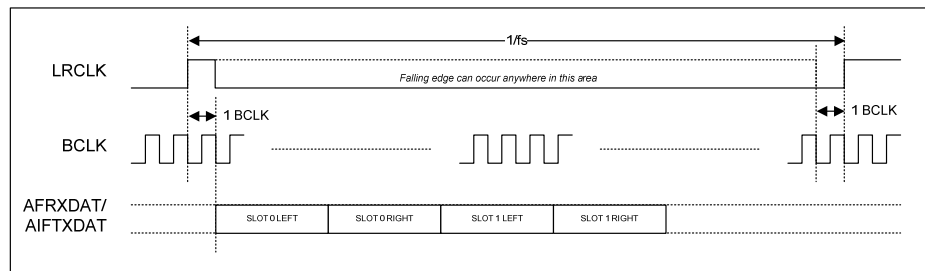 1/fs
LRCLK
Falling edge can occur anywhere in this area
1 BCLK
1 BCLK
BCLK
AFRXDAT/
AIFTXDAT
SLOT 0 LEFT
SLOT 0 RIGHT
SLOT 1 LEFT
SLOT 1 RIGHT